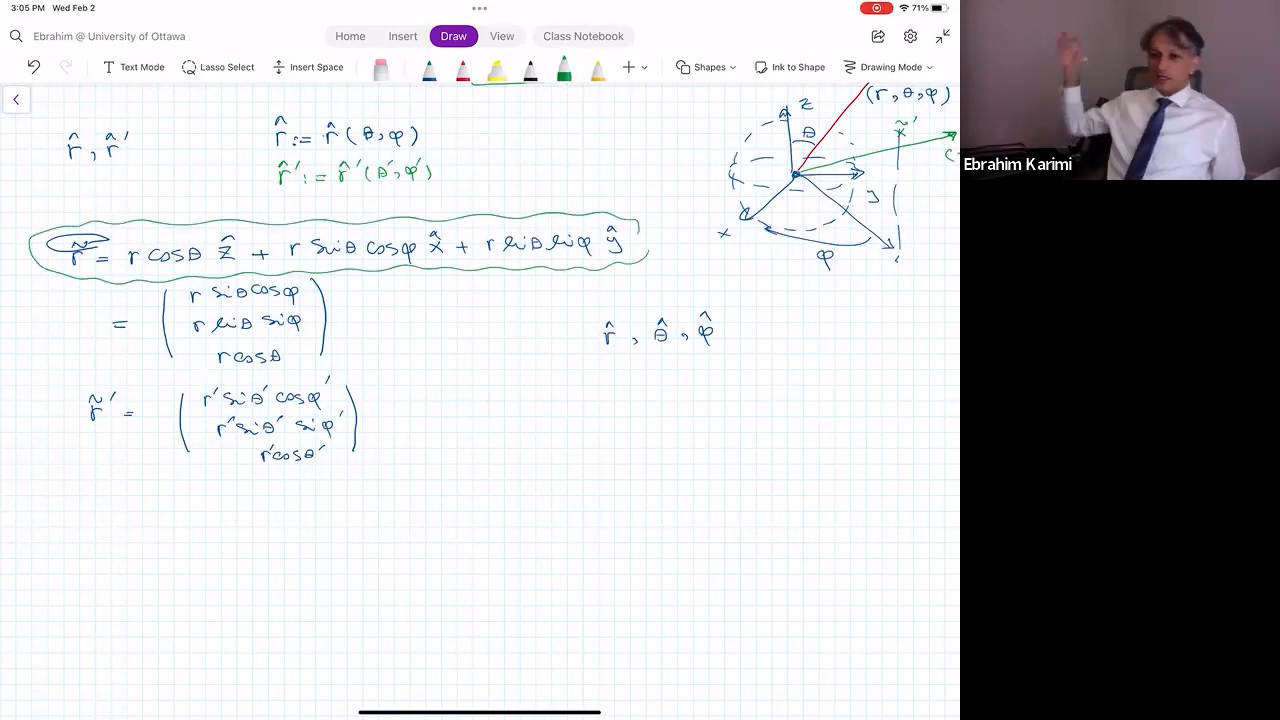 3:05 PM Wed Feb 2
71%
Ebrahim @ University of Ottawa
Home Insert Draw View Class Notebook
Text Mode Lasso Select Insert Space Shapes Ink to Shape Drawing Mode
r̂ , r̂′
r̂ := r̂ (θ, φ)
r̂′ := r̂′ (θ′, φ′)
z
θ
(r, θ, φ)
y
x
φ
Ebrahim Karimi
r̃ = r cosθ ẑ + r sinθ cosφ x̂ + r sinθ sinφ ŷ
= ( r sinθ cosφ
r sinθ sinφ
r cosθ )
r̂ , θ̂ , φ̂
r̃′ = ( r′ sinθ′ cosφ′
r′ sinθ′ sinφ′
r′ cosθ′ )